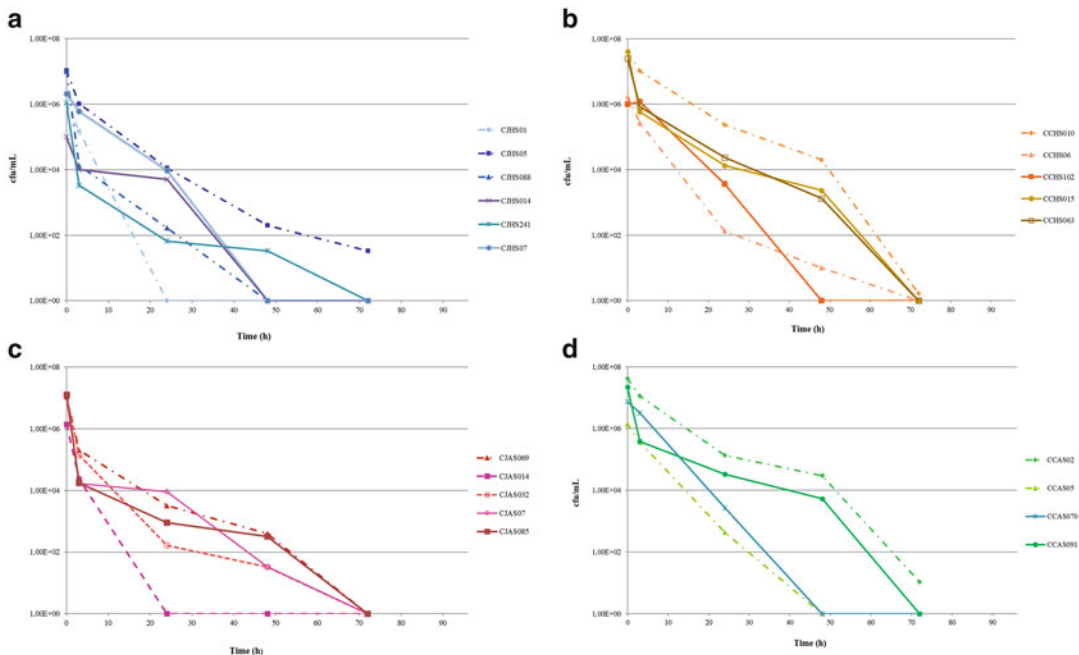 a
1,00E+08
1,00E+06
1,00E+04
1,00E+02
1,00E+00
cfu/mL
0 10 20 30 40 50 60 70 80 90
Time (h)
CJHS01
CJHS05
CJHS088
CJHS014
CJHS241
CJHS07
b
1,00E+08
1,00E+06
1,00E+04
1,00E+02
1,00E+00
cfu/mL
0 10 20 30 40 50 60 70 80 90
Time (h)
CCHS010
CCHS06
CCHS102
CCHS015
CCHS063
c
1,00E+08
1,00E+06
1,00E+04
1,00E+02
1,00E+00
0 10 20 30 40 50 60 70 80 90
Time (h)
CJAS069
CJAS014
CJAS032
CJAS07
CJAS085
d
1,00E+08
1,00E+06
1,00E+04
1,00E+02
1,00E+00
cfu/mL
0 10 20 30 40 50 60 70 80 90
Time (h)
CCAS02
CCAS05
CCAS070
CCAS091